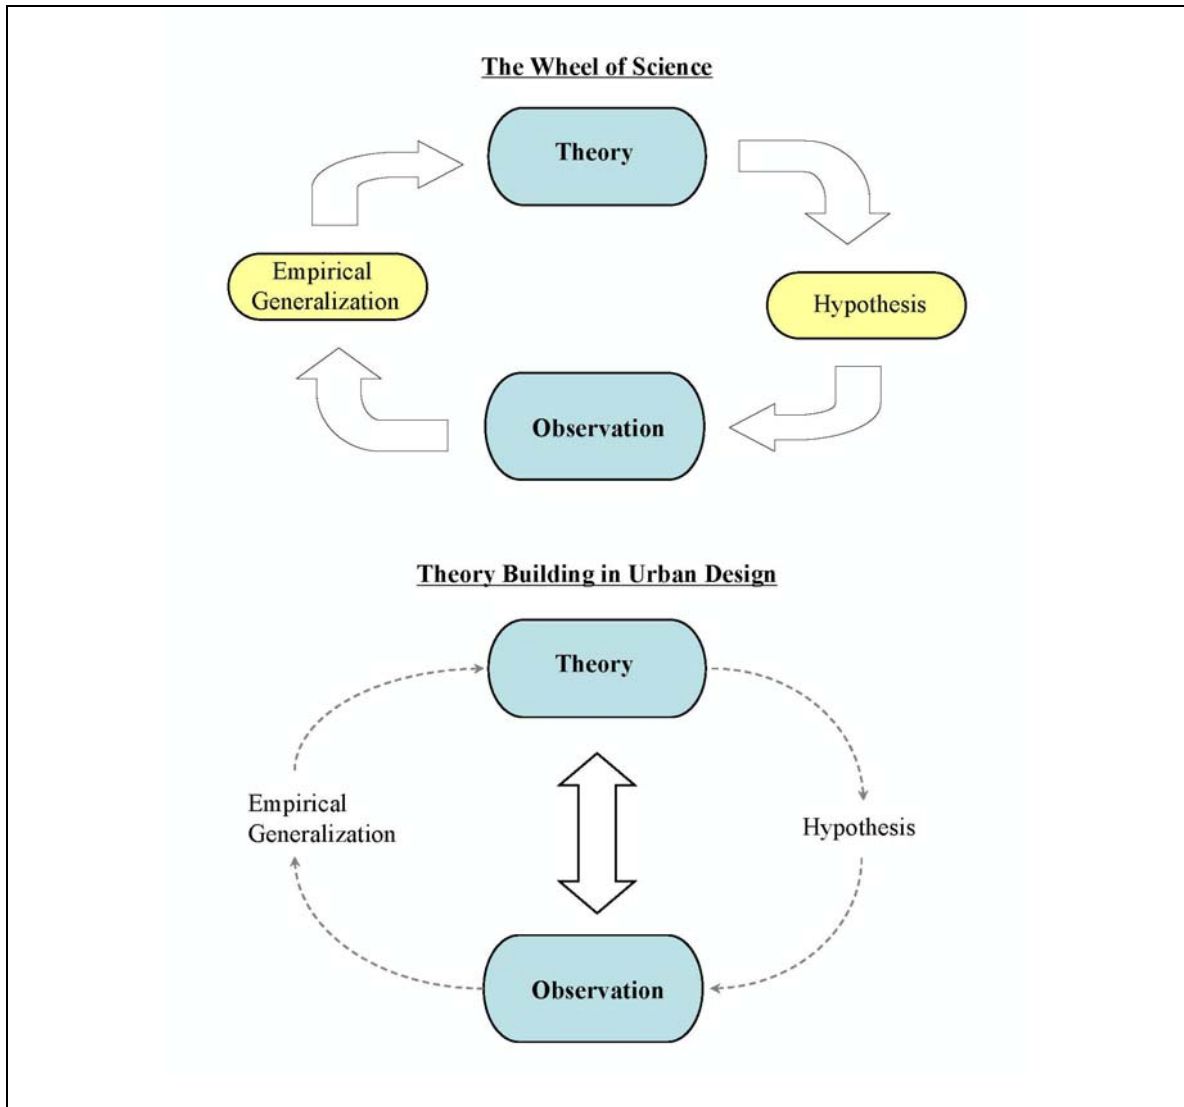 The Wheel of Science
Theory
Empirical
Generalization
Hypothesis
Observation
Theory Building in Urban Design
Theory
Empirical
Generalization
Hypothesis
Observation